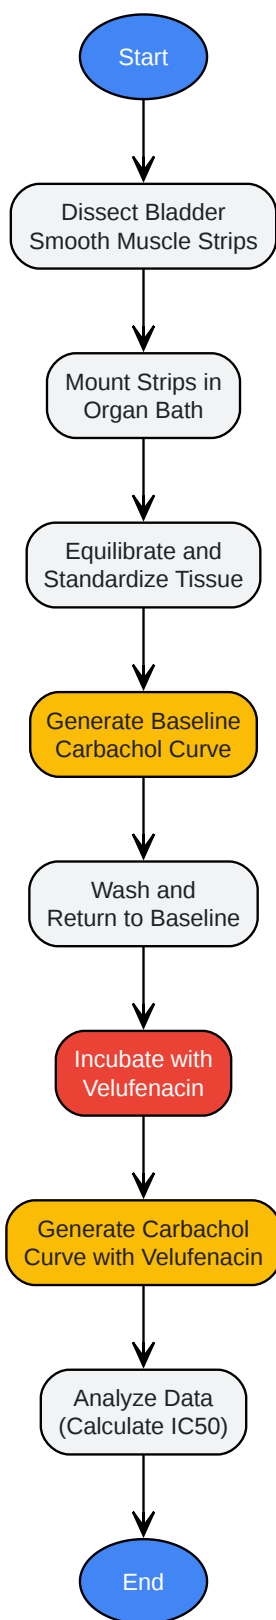 Start
Dissect Bladder
Smooth Muscle Strips
Mount Strips in
Organ Bath
Equilibrate and
Standardize Tissue
Generate Baseline
Carbachol Curve
Wash and
Return to Baseline
Incubate with
Velufenacin
Generate Carbachol
Curve with Velufenacin
Analyze Data
(Calculate IC50)
End